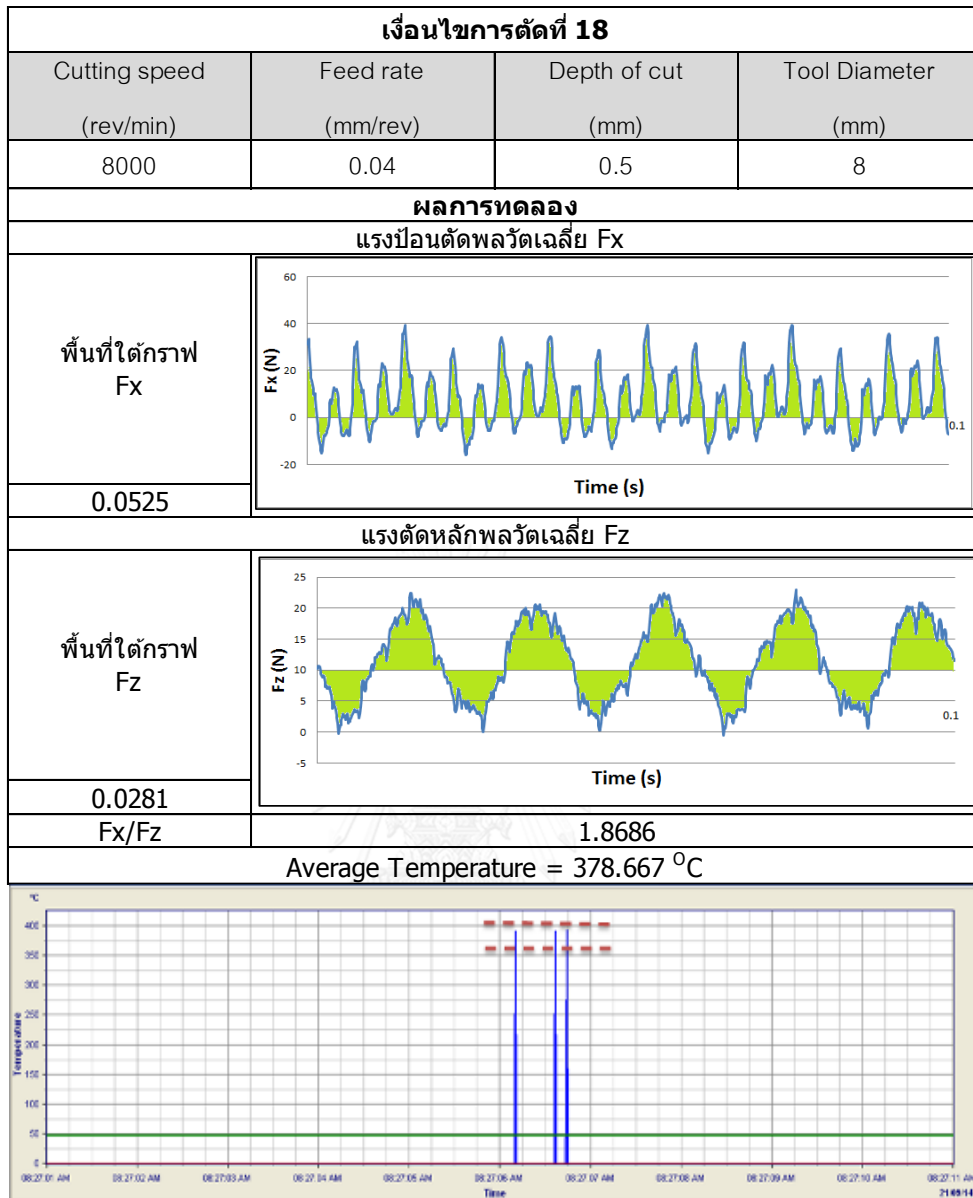 เงื่อนไขการตัดที่ 18
Cutting speed (rev/min)
Feed rate (mm/rev)
Depth of cut (mm)
Tool Diameter (mm)
8000
0.04
0.5
8
ผลการทดลอง
แรงป้อนตัดพลวัตเฉลี่ย Fx
พื้นที่ใต้กราฟ
Fx
0.0525
60
40
20
0
-20
Fx (N)
0.1
Time (s)
แรงตัดหลักพลวัตเฉลี่ย Fz
พื้นที่ใต้กราฟ
Fz
0.0281
25
20
15
10
5
0
-5
Fz (N)
0.1
Time (s)
Fx/Fz
1.8686
Average Temperature = 378.667 ᴼC
°C
400
350
300
250
200
150
100
50
0
Temperature
08:27:01 AM
08:27:02 AM
08:27:03 AM
08:27:04 AM
08:27:05 AM
08:27:06 AM
08:27:07 AM
08:27:08 AM
08:27:09 AM
08:27:10 AM
08:27:11 AM
Time